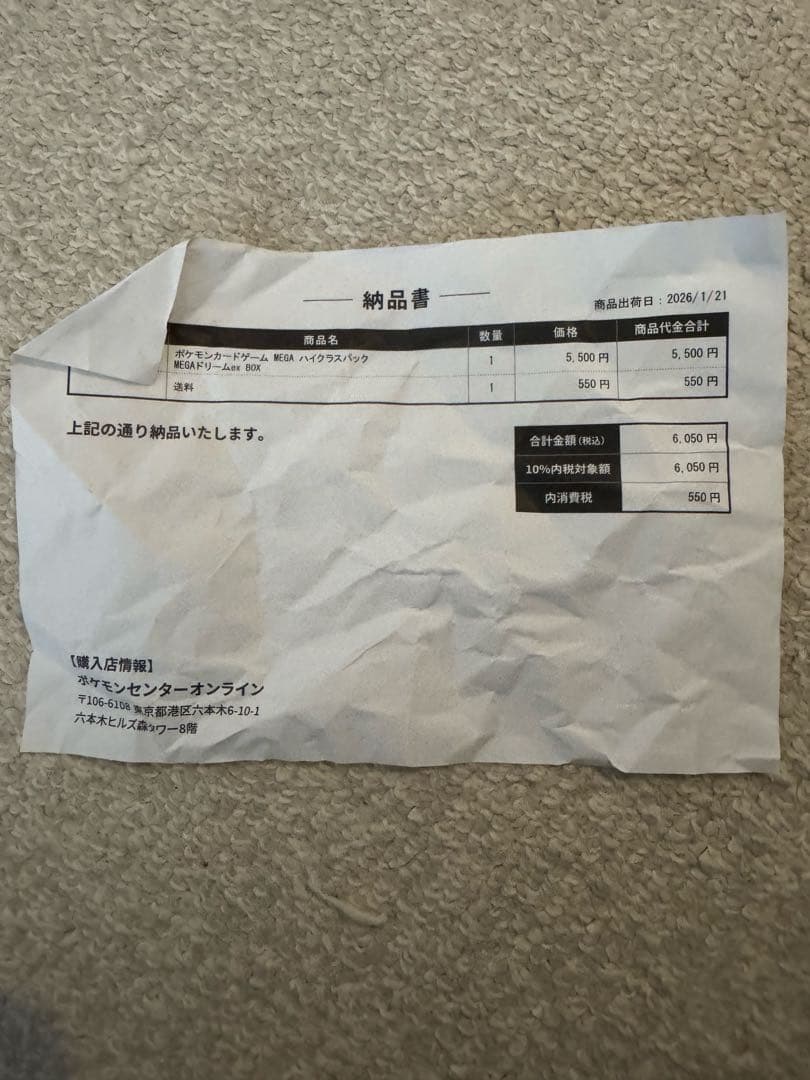 納品書
商品出荷日：2026/1/21
商品名 数量 価格 商品代金合計
ポケモンカードゲーム MEGA ハイクラスパック
MEGAドリームex BOX 1 5,500 円 5,500 円
送料 1 550 円 550 円
上記の通り納品いたします。
合計金額(税込) 6,050 円
10%内税対象額 6,050 円
内消費税 550 円
【購入店情報】
ポケモンセンターオンライン
〒106-6108 東京都港区六本木6-10-1
六本木ヒルズ森タワー8階